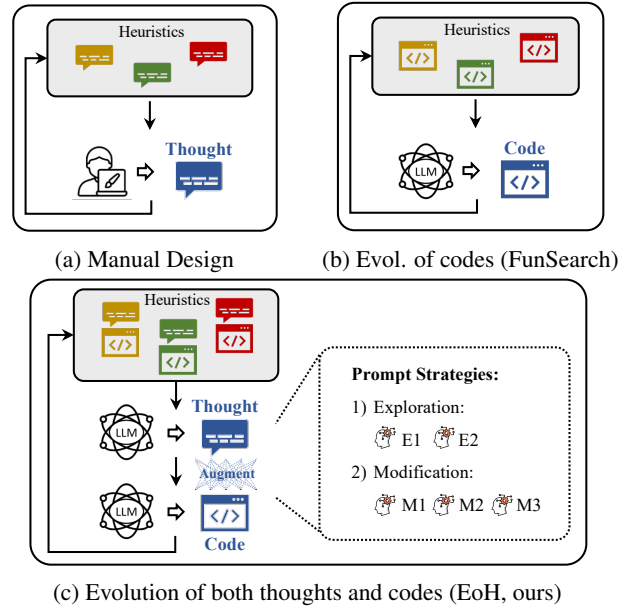 Heuristics
Thought
(a) Manual Design
Heuristics
</>
</>
</>
LLM
Code
</>
(b) Evol. of codes (FunSearch)
Heuristics
</>
</>
</>
LLM
Thought
Augment
LLM
</>
Code
Prompt Strategies:
1) Exploration:
E1 E2
2) Modification:
M1 M2 M3
(c) Evolution of both thoughts and codes (EoH, ours)